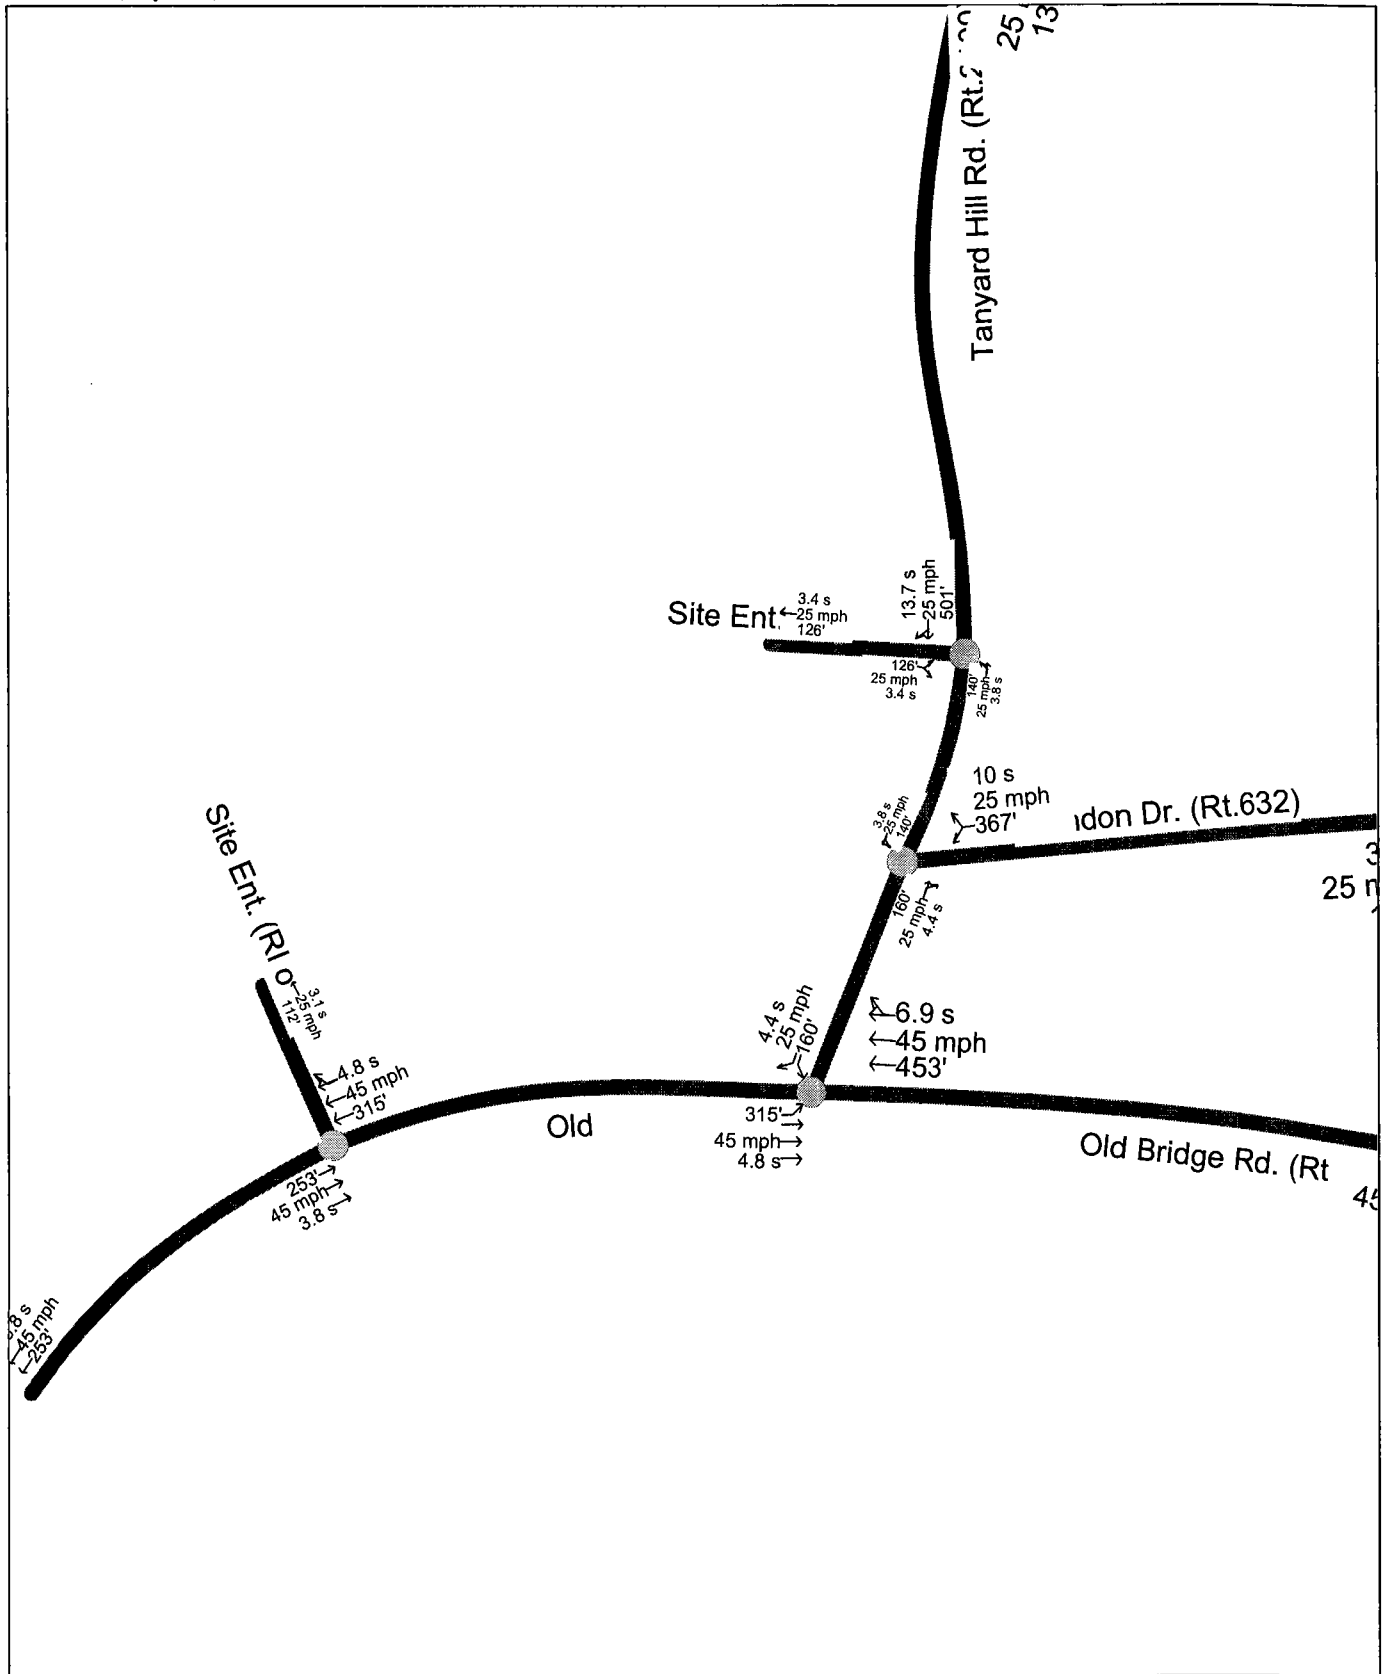 25
13
Tanyard Hill Rd. (Rt.
13.7 s
25 mph
501'
3.4 s
25 mph
126'
Site Ent.
126'
25 mph
3.4 s
140'
25 mph
3.8 s
10 s
25 mph
367'
don Dr. (Rt.632)
3.8 s
25 mph
140'
25 m
160'
25 mph
4.4 s
Site Ent. (RI o
3.1 s
25 mph
112'
4.4 s
25 mph
160'
6.9 s
45 mph
453'
4.8 s
45 mph
315'
Old
315'
45 mph
4.8 s
Old Bridge Rd. (Rt
45
253'
45 mph
3.8 s
.8 s
45 mph
253'